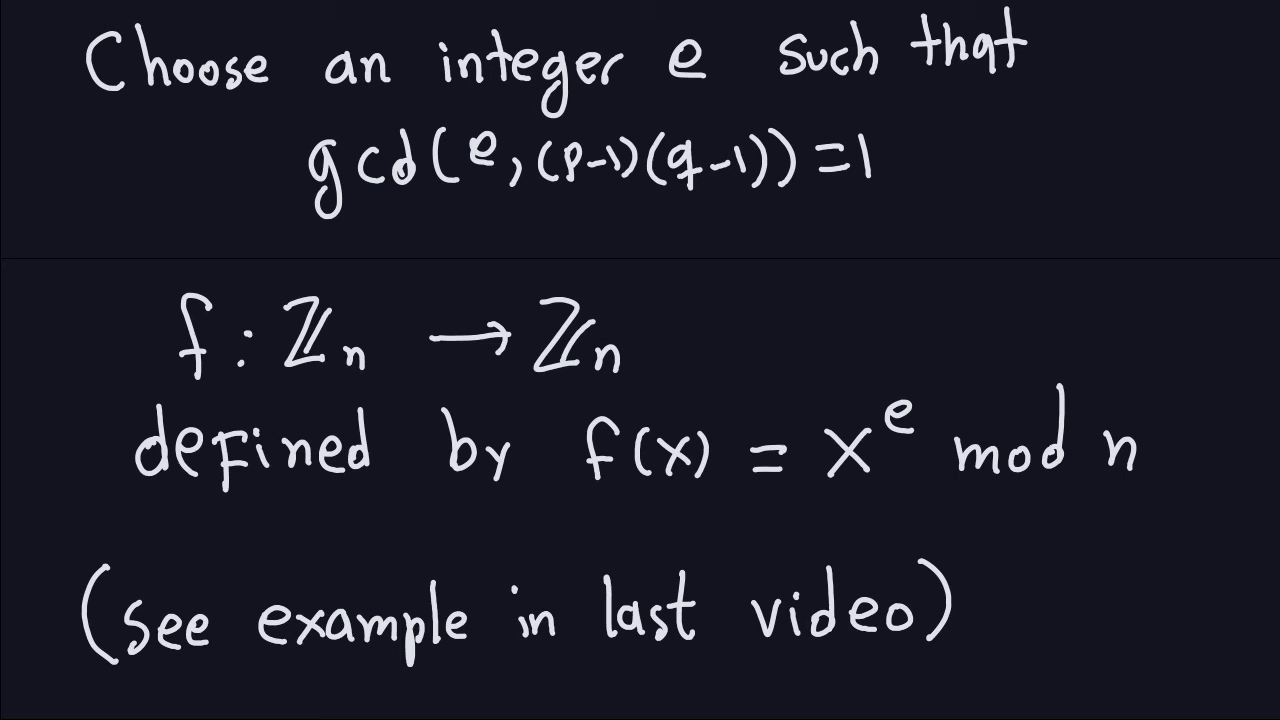 Choose an integer e such that
gcd(e,(p-1)(q-1))=1
f:ℤₙ → ℤₙ
defined by f(x) = xᵉ mod n
(see example in last video)